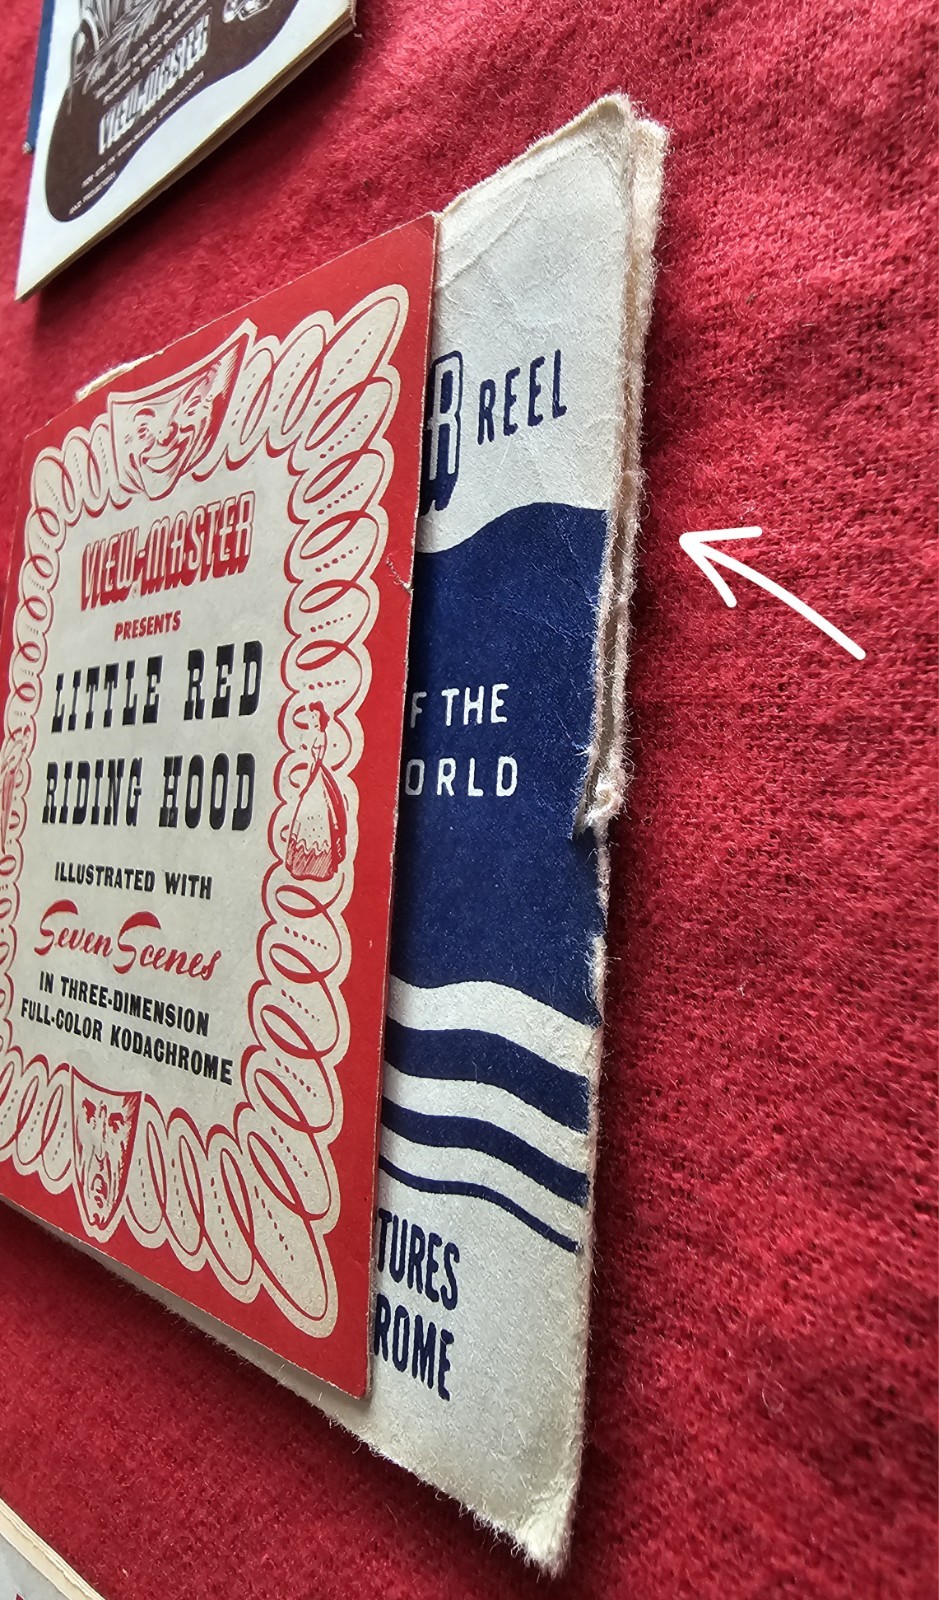 VIEW-MASTER
VIEW-MASTER
PRESENTS
LITTLE RED
RIDING HOOD
ILLUSTRATED WITH
Seven Scenes
IN THREE-DIMENSION
FULL-COLOR KODACHROME
R REEL
F THE
ORLD
TURES
ROME